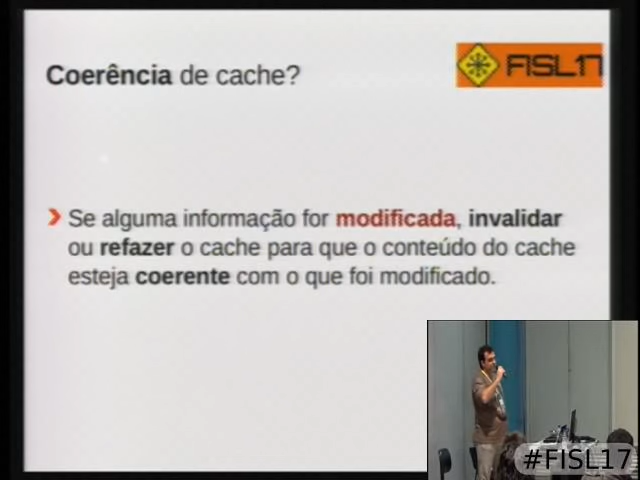 Coerência de cache?
FISL17
Se alguma informação for modificada, invalidar
ou refazer o cache para que o conteúdo do cache
esteja coerente com o que foi modificado.
#FISL17